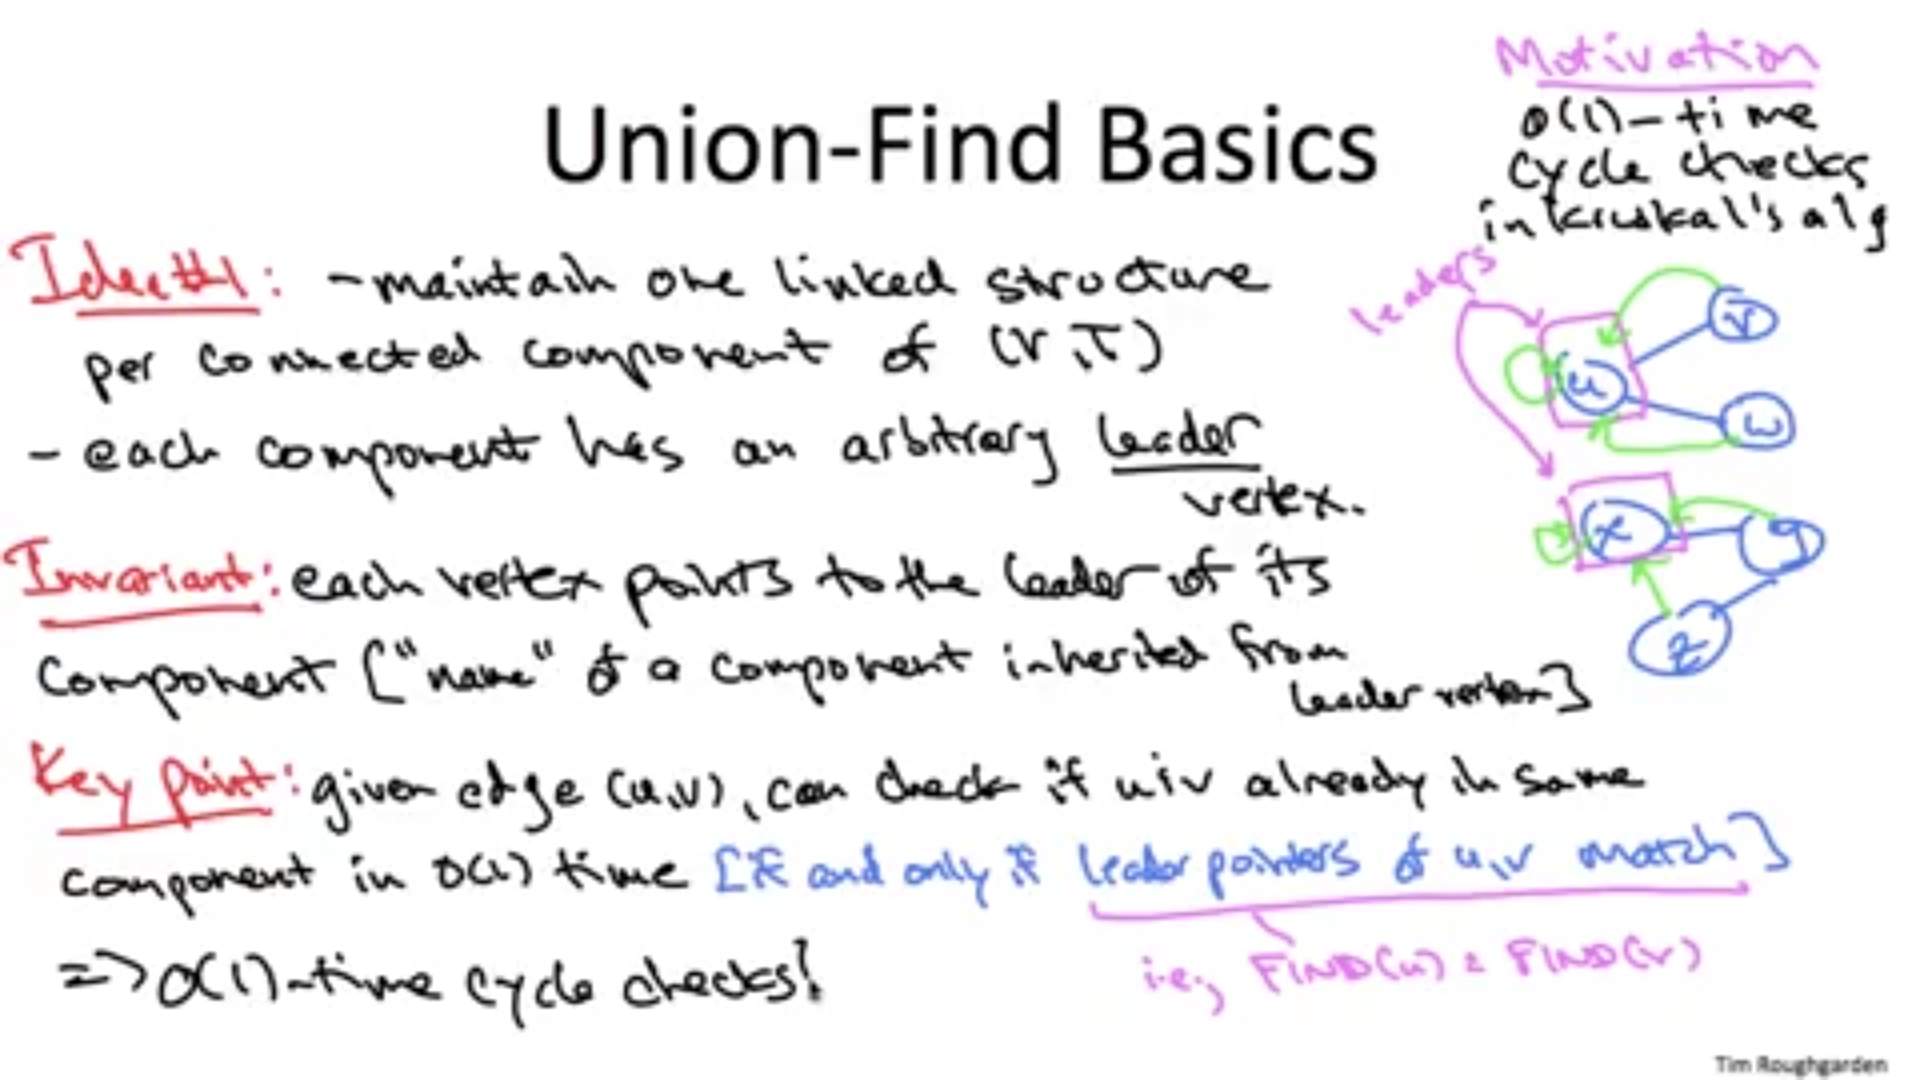 Motivation
O(1)-time
cycle checks
in Kruskal's alg
Union-Find Basics
Idea #1: - maintain one linked structure
per connected component of (V,T)
- each component has an arbitrary leader
vertex.
Invariant: each vertex points to the leader of its
component ["name" of a component inherited from
leader vertex]
Key point: given edge (u,v), can check if u,v already in same
component in O(1) time [if and only if leader pointers of u,v match]
i.e., FIND(u) = FIND(v)
=> O(1)-time cycle checks!
leaders
v
u
w
x
y
z
Tim Roughgarden